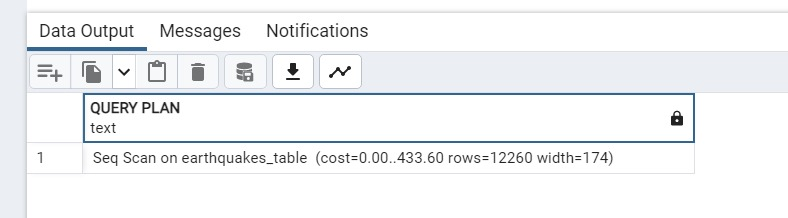 Data Output Messages Notifications
QUERY PLAN
text
1 Seq Scan on earthquakes_table (cost=0.00..433.60 rows=12260 width=174)